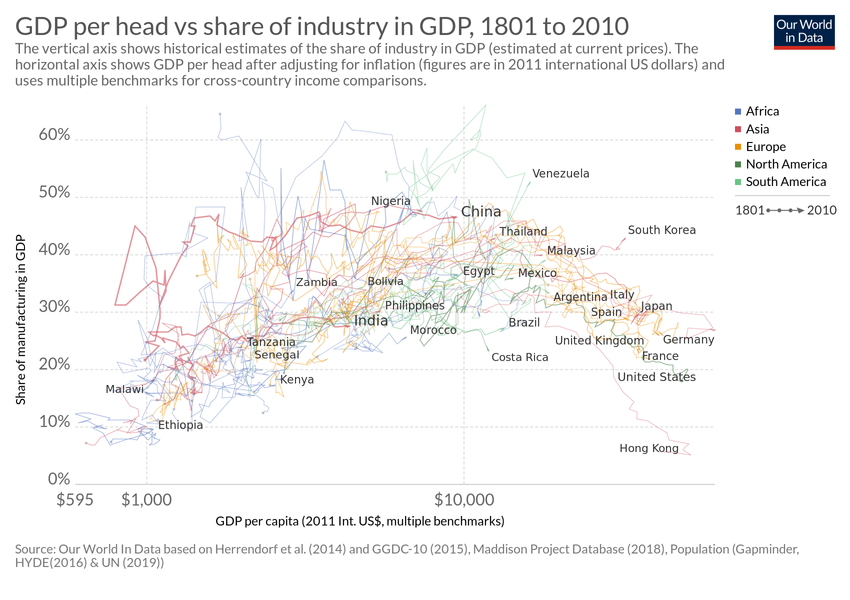 GDP per head vs share of industry in GDP, 1801 to 2010
Our World
in Data
The vertical axis shows historical estimates of the share of industry in GDP (estimated at current prices). The
horizontal axis shows GDP per head after adjusting for inflation (figures are in 2011 international US dollars) and
uses multiple benchmarks for cross-country income comparisons.
Africa
Asia
Europe
North America
South America
1801 2010
60%
50%
40%
30%
20%
10%
0%
Share of manufacturing in GDP
Venezuela
Nigeria
China
Thailand
South Korea
Malaysia
Egypt
Mexico
Zambia
Bolivia
Argentina
Italy
Philippines
Japan
Spain
India
Brazil
Morocco
United Kingdom
Germany
Tanzania
Senegal
Costa Rica
France
Kenya
United States
Malawi
Ethiopia
Hong Kong
$595
$1,000
$10,000
GDP per capita (2011 Int. US$, multiple benchmarks)
Source: Our World In Data based on Herrendorf et al. (2014) and GGDC-10 (2015), Maddison Project Database (2018), Population (Gapminder,
HYDE(2016) & UN (2019))